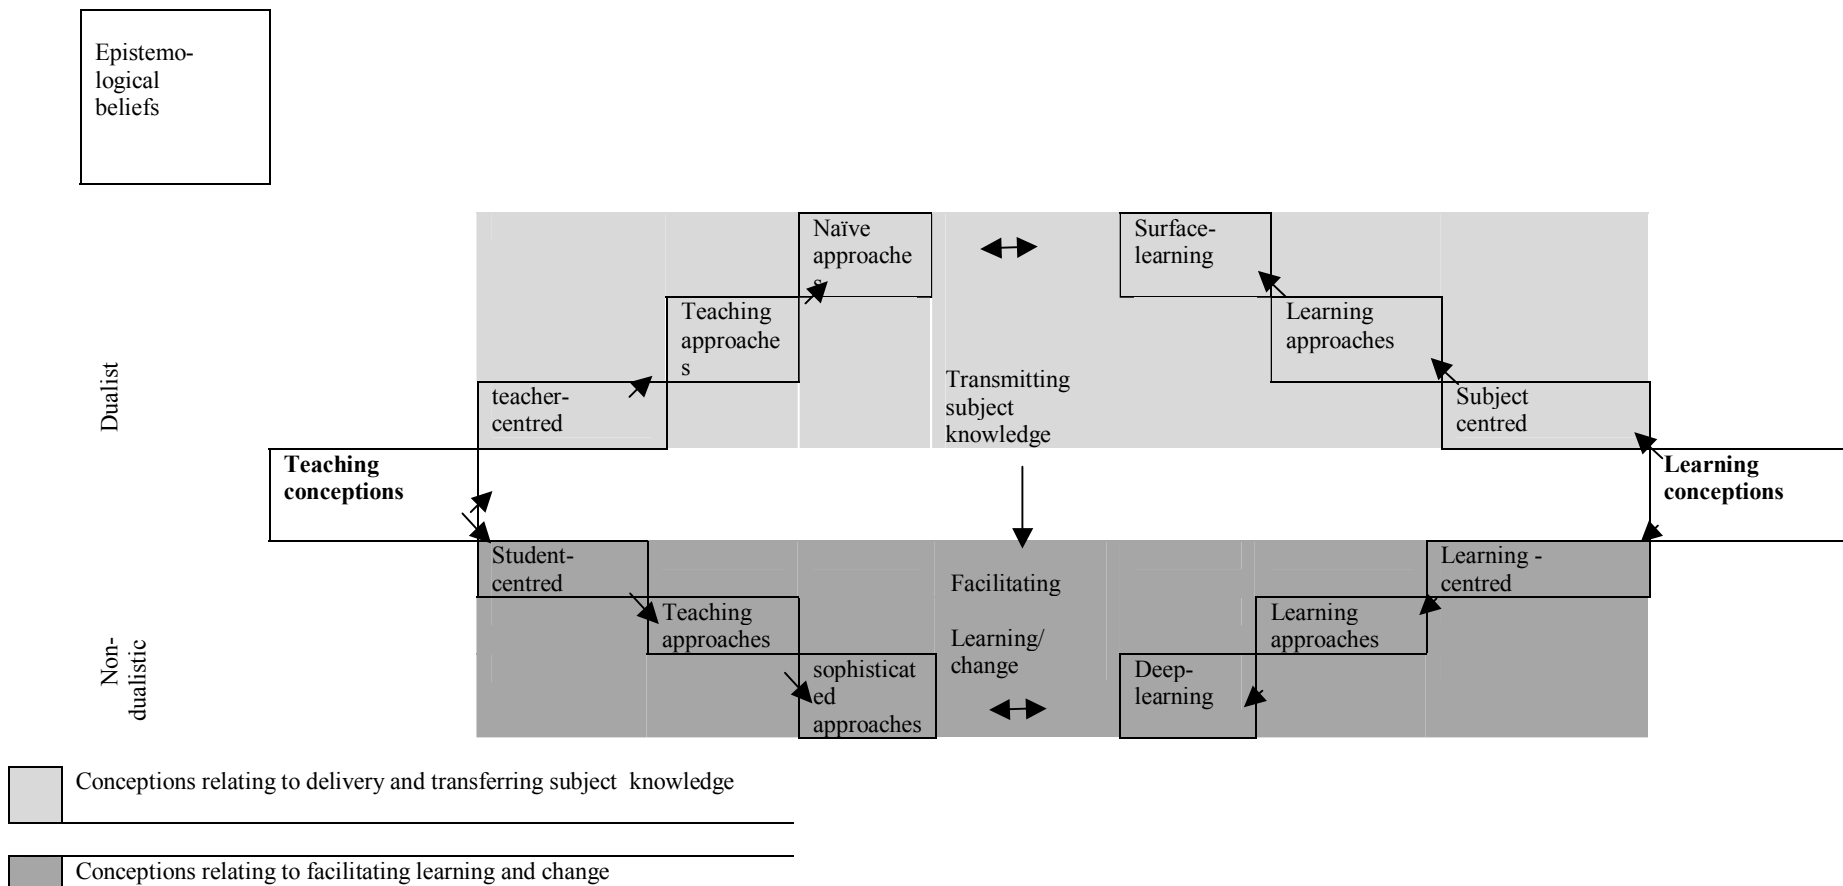 Epistemo-
logical
beliefs
Naïve
approache
s
Surface-
learning
Teaching
approache
s
Learning
approaches
Dualist
teacher-
centred
Transmitting
subject
knowledge
Subject
centred
Teaching
conceptions
Learning
conceptions
Student-
centred
Facilitating
Learning -
centred
Teaching
approaches
Learning/
change
Learning
approaches
Non-
dualistic
sophisticat
ed
approaches
Deep-
learning
Conceptions relating to delivery and transferring subject  knowledge
Conceptions relating to facilitating learning and change